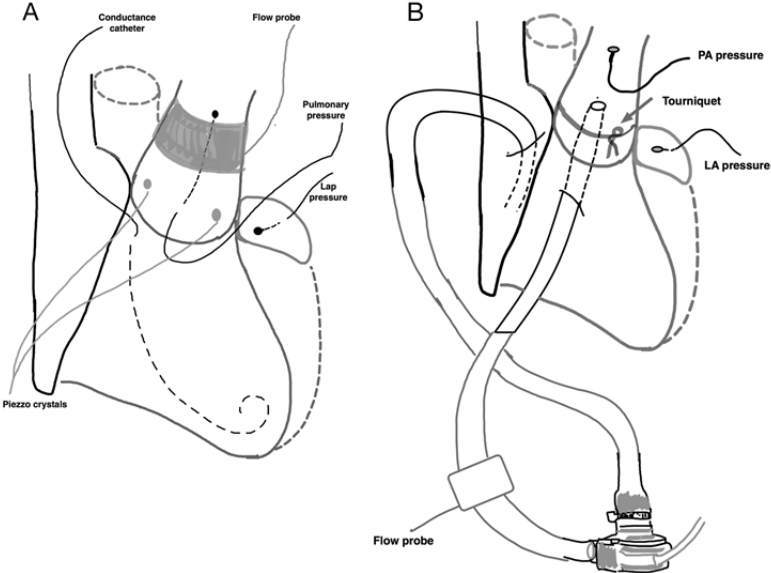 A
Conductance
catheter
Flow probe
Pulmonary
pressure
Lap
pressure
Piezzo crystals
B
PA pressure
Tourniquet
LA pressure
Flow probe